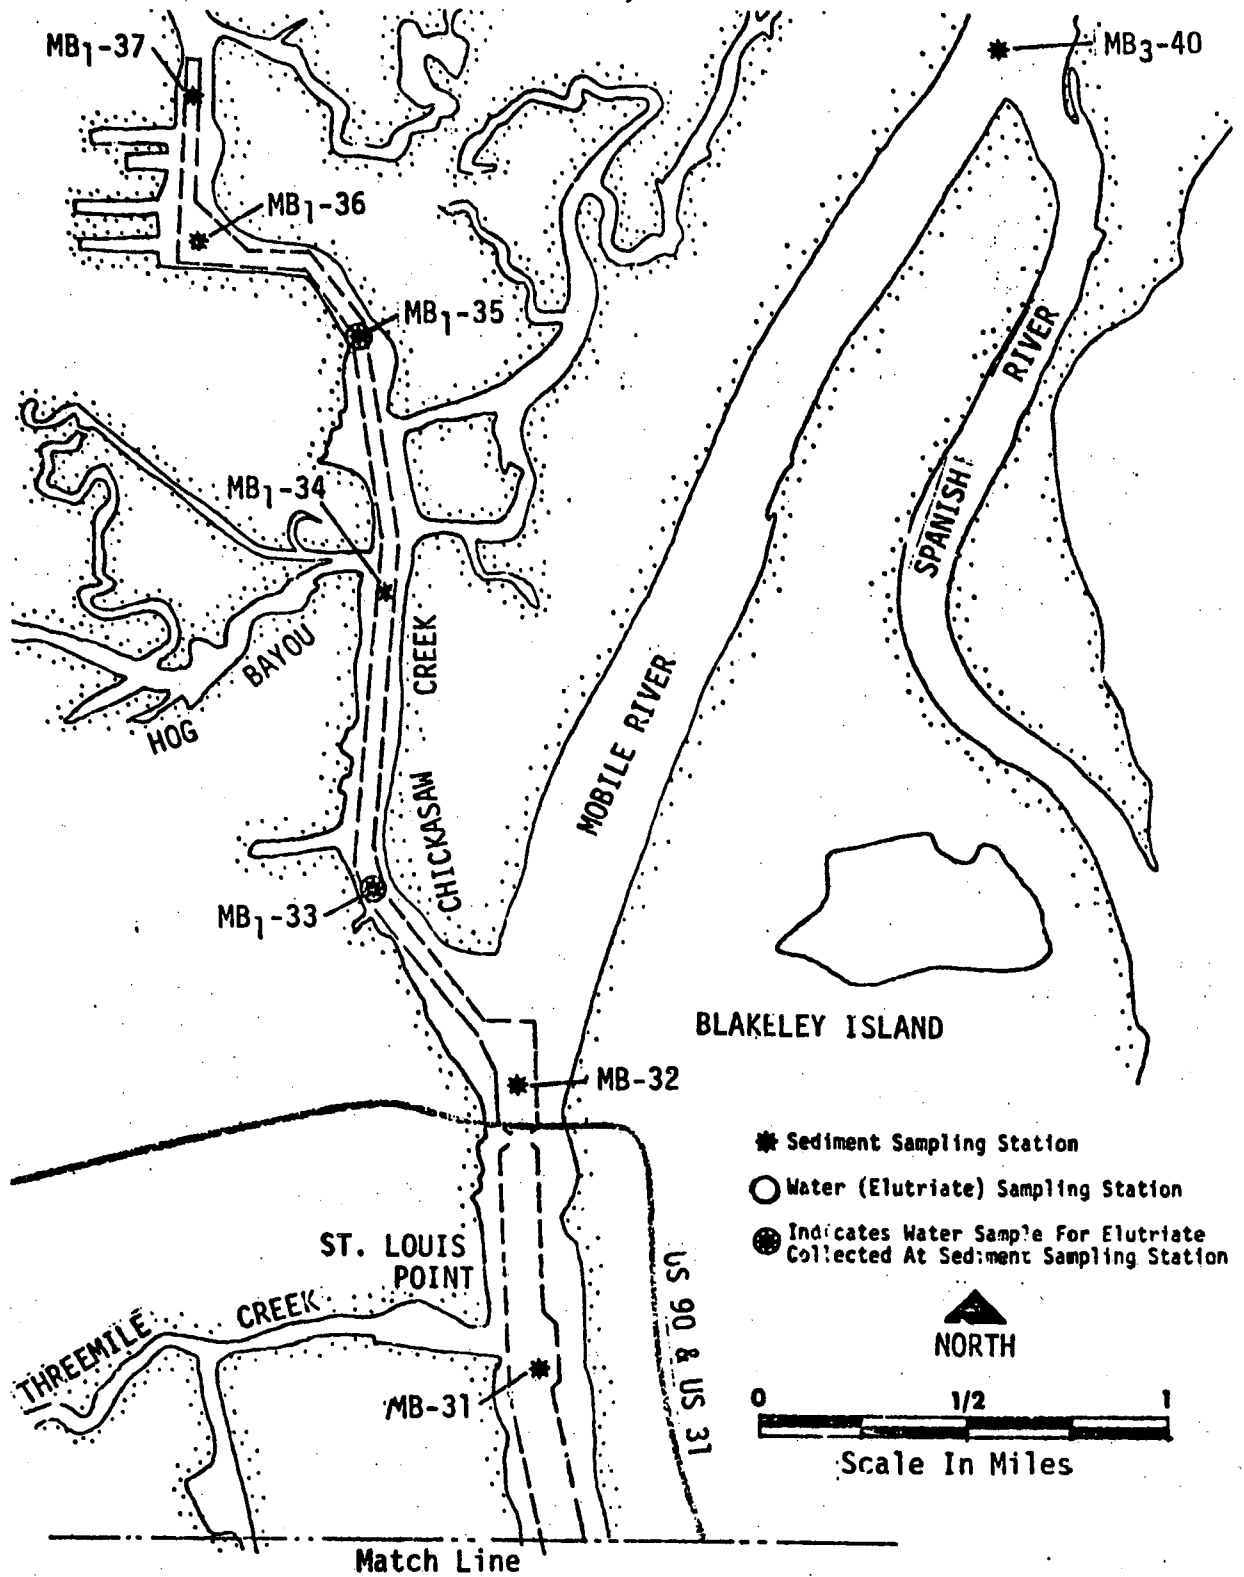 MB1-37
MB3-40
MB1-36
MB1-35
RIVER
SPANISH
MB1-34
BAYOU
HOG
CREEK
CHICKASAW
MOBILE RIVER
MB1-33
BLAKELEY ISLAND
MB-32
Sediment Sampling Station
Water (Elutriate) Sampling Station
Indicates Water Sample For Elutriate
Collected At Sediment Sampling Station
ST. LOUIS
POINT
US 90 & US 31
CREEK
THREEMILE
NORTH
MB-31
0 1/2 1
Scale In Miles
Match Line